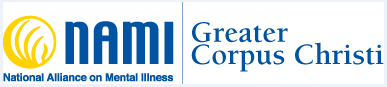 NAMI
National Alliance on Mental Illness
Greater
Corpus Christi